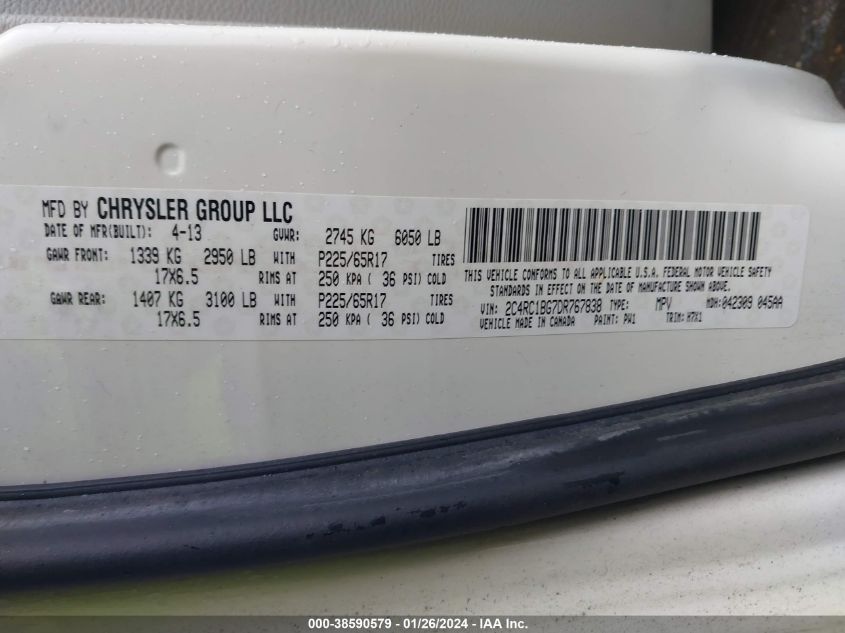 MFD BY CHRYSLER GROUP LLC
DATE OF MFR(BUILT): 4-13 GVWR: 2745 KG 6050 LB
GAWR FRONT: 1339 KG 2950 LB WITH P225/65R17 TIRES
17X6.5 RIMS AT 250 KPA ( 36 PSI) COLD
GAWR REAR: 1407 KG 3100 LB WITH P225/65R17 TIRES
17X6.5 RIMS AT 250 KPA ( 36 PSI) COLD
THIS VEHICLE CONFORMS TO ALL APPLICABLE U.S.A. FEDERAL MOTOR VEHICLE SAFETY
STANDARDS IN EFFECT ON THE DATE OF MANUFACTURE SHOWN ABOVE
VIN: 2C4RC1BG7DR767838 TYPE: MPV MDH: 042309 045AA
VEHICLE MADE IN CANADA PAINT: PW1 TRIM: H7X1
000-38590579 - 01/26/2024 - IAA Inc.